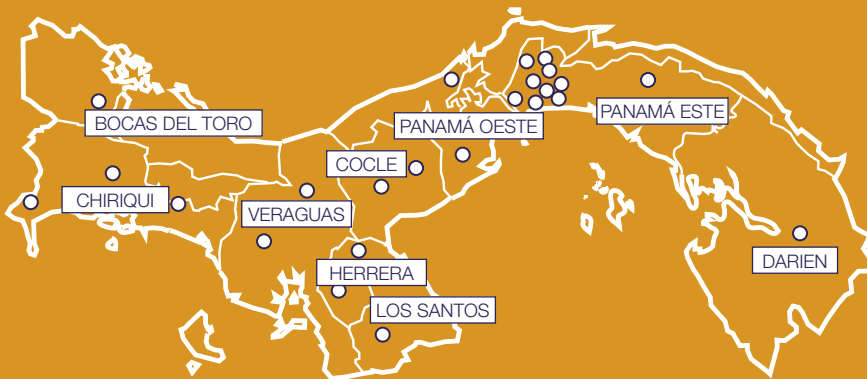 BOCAS DEL TORO
PANAMÁ OESTE
PANAMÁ ESTE
COCLE
CHIRIQUI
VERAGUAS
HERRERA
DARIEN
LOS SANTOS